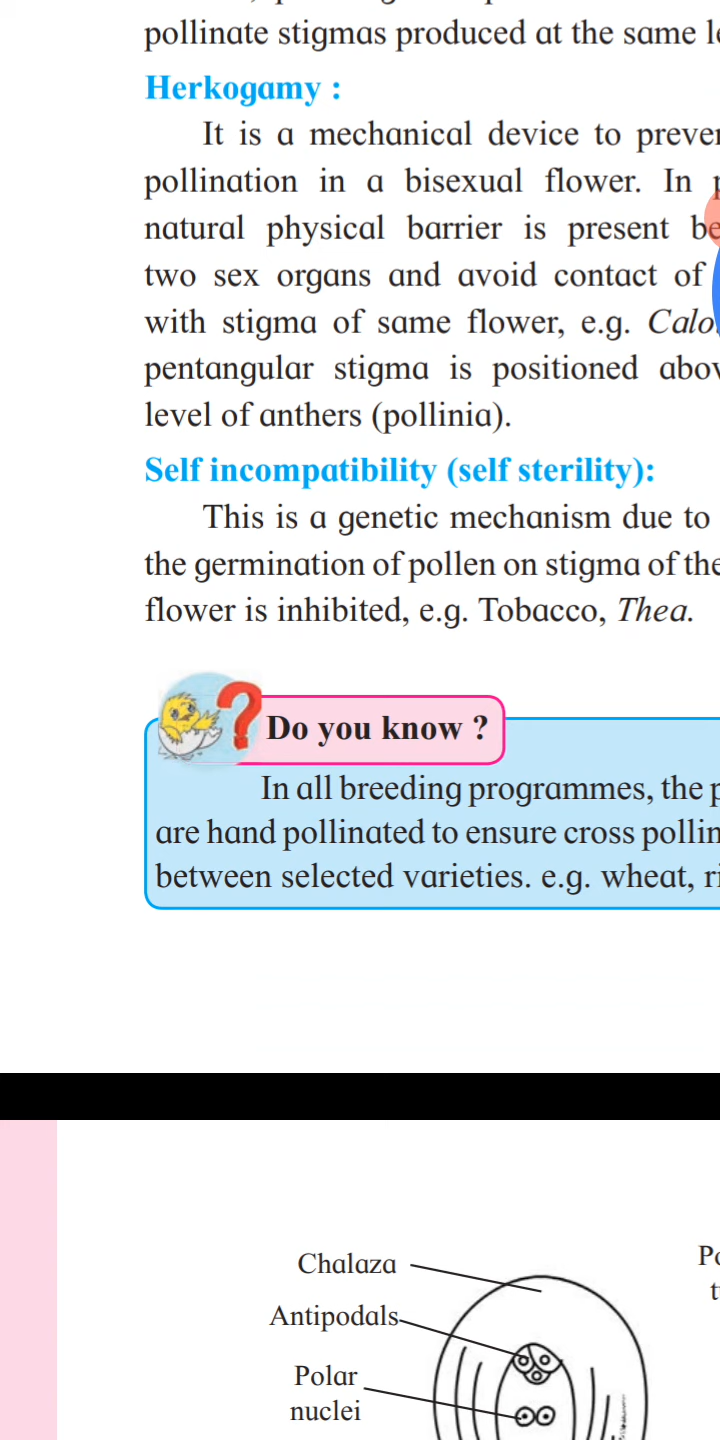 pollinate stigmas produced at the same
Herkogamy :
It is a mechanical device to
pollination in a bisexual flower. In
natural physical barrier is present
two sex organs and avoid contact of
with stigma of same flower, e.g.
pentangular stigma is positioned
level of anthers (pollinia).
Self incompatibility (self sterility):
This is a genetic mechanism due to
the germination of pollen on stigma of the
flower is inhibited, e.g. Tobacco, Thea.
?
Do you know ?
In all breeding programmes, the
are hand pollinated to ensure cross
between selected varieties. e.g. wheat,
Chalaza
Antipodals
Polar
nuclei